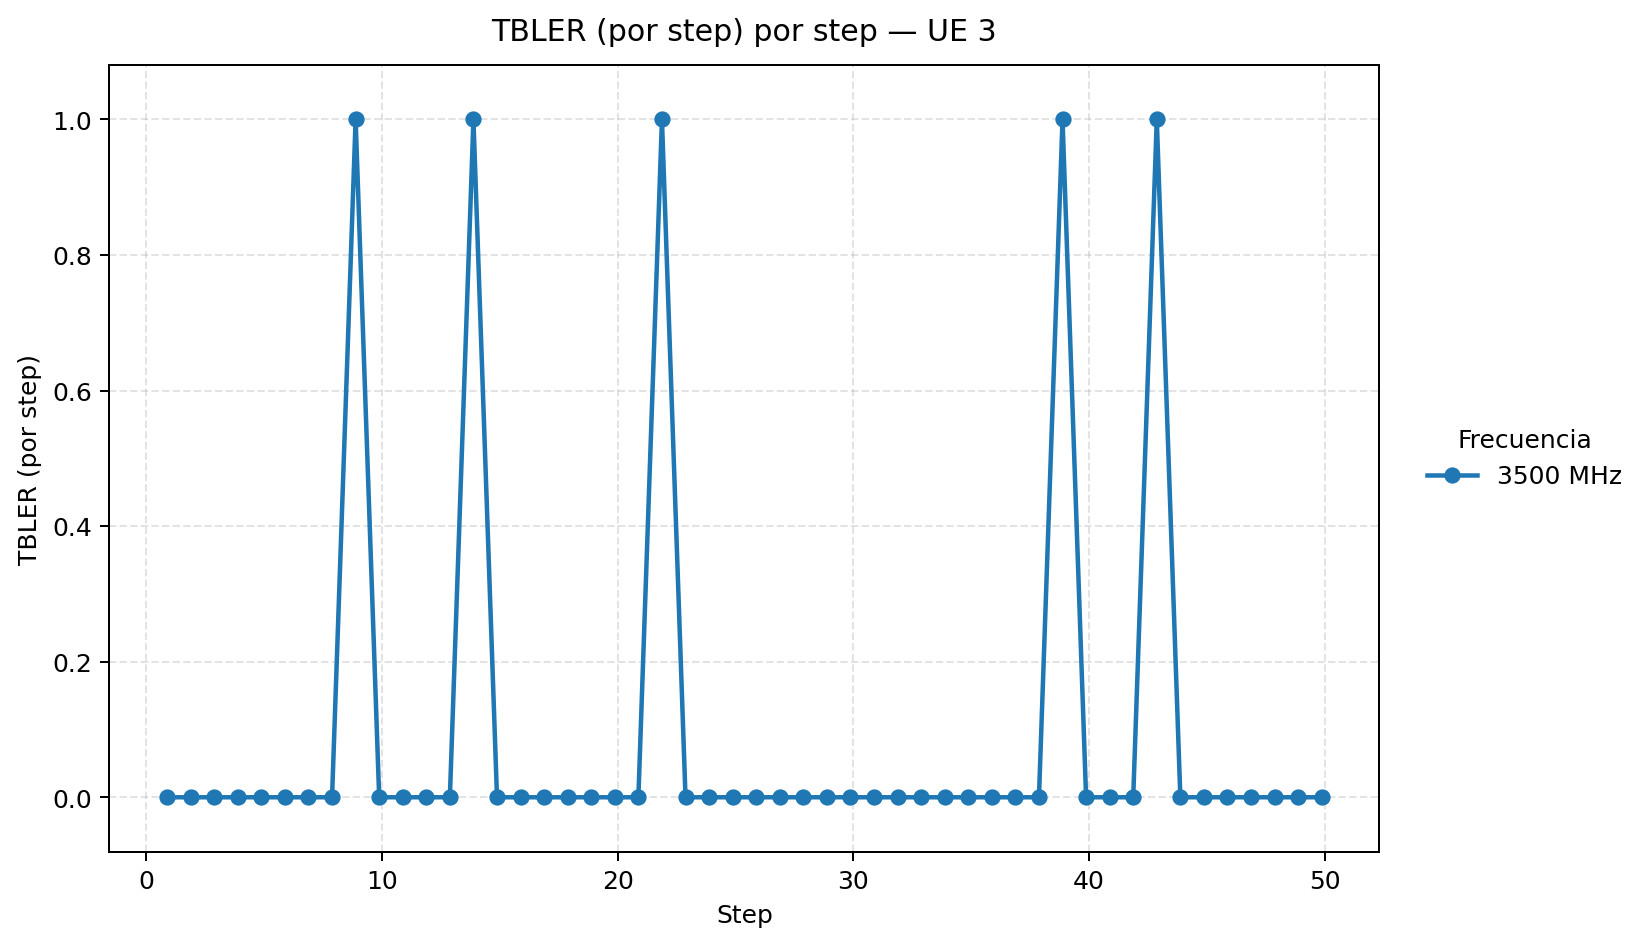 TBLER (por step) por step — UE 3
TBLER (por step)
1.0
0.8
0.6
0.4
0.2
0.0
0 10 20 30 40 50
Step
Frecuencia
3500 MHz